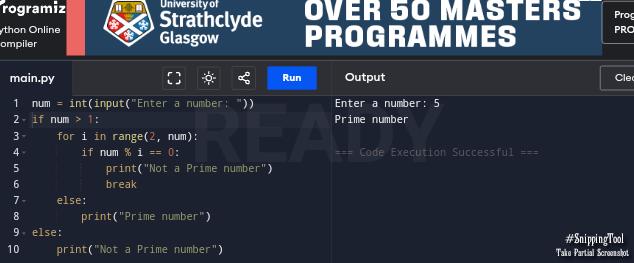 Programiz
University of
Strathclyde
Glasgow
OVER 50 MASTERS
PROGRAMMES
Python Online
Compiler
main.py
Run
Output
1 num = int(input("Enter a number: "))
2 if num > 1:
3     for i in range(2, num):
4         if num % i == 0:
5             print("Not a Prime number")
6             break
7     else:
8         print("Prime number")
9 else:
10     print("Not a Prime number")
Enter a number: 5
Prime number
=== Code Execution Successful ===
READY
#SnippingTool
Take Partial Screenshot